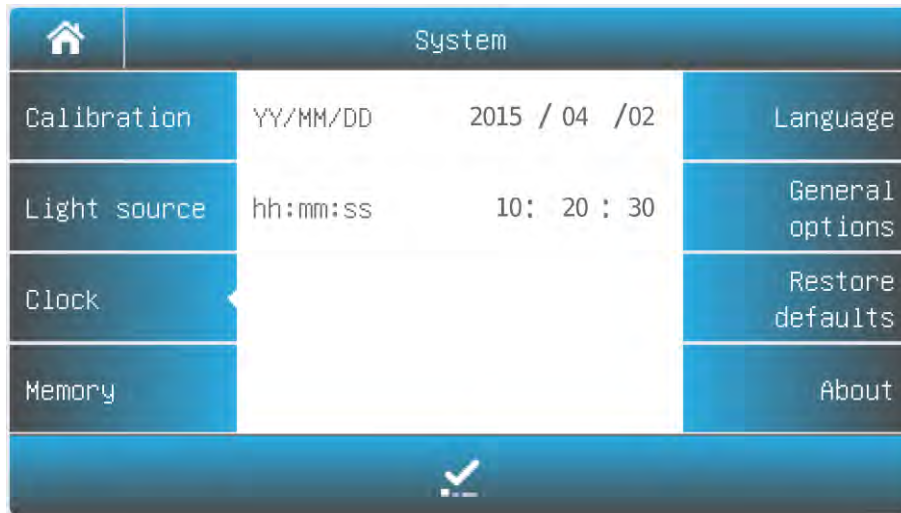 System
Calibration
YY/MM/DD 2015 / 04 /02
Language
Light source
hh:mm:ss 10: 20 : 30
General
options
Clock
Restore
defaults
Memory
About